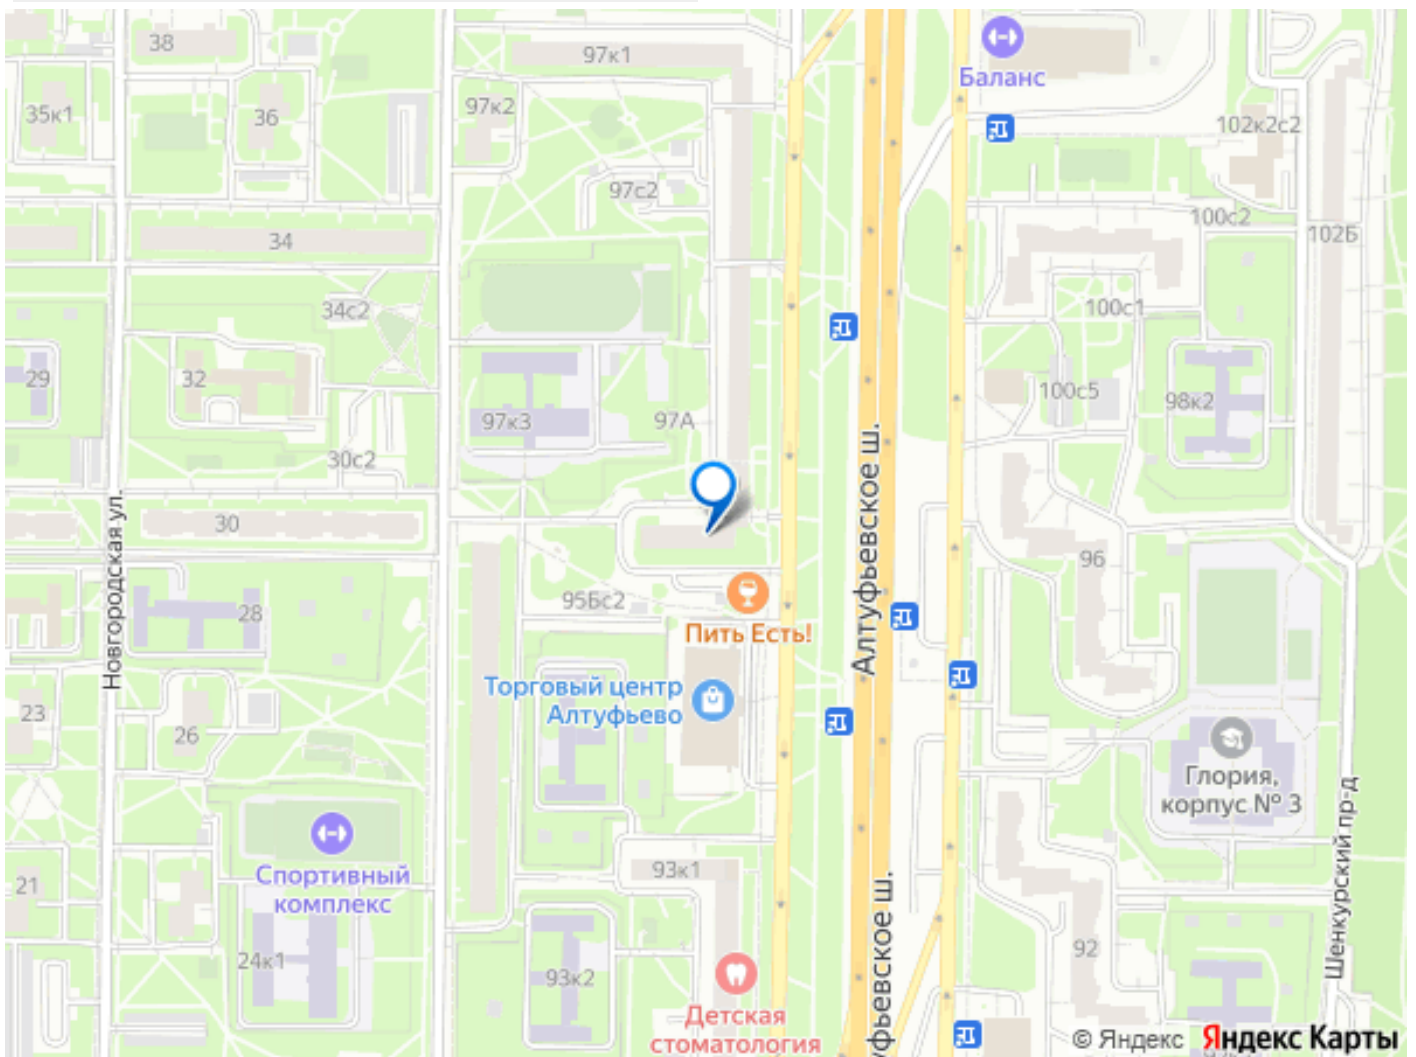 38
97к1
Баланс
35к1
36
97к2
102к2с2
97с2
100с2
34
102Б
34с2
100с1
29
32
97к3
97А
100с5
98к2
30с2
Алтуфьевское ш.
Новгородская ул.
30
96
95Бс2
28
Пить Есть!
Торговый центр
Алтуфьево
23
26
Глория,
корпус № 3
Шенкурский пр-д
Спортивный
комплекс
21
93к1
24к1
93к2
92
уфьевское ш.
Детская
стоматология
© Яндекс Яндекс Карты